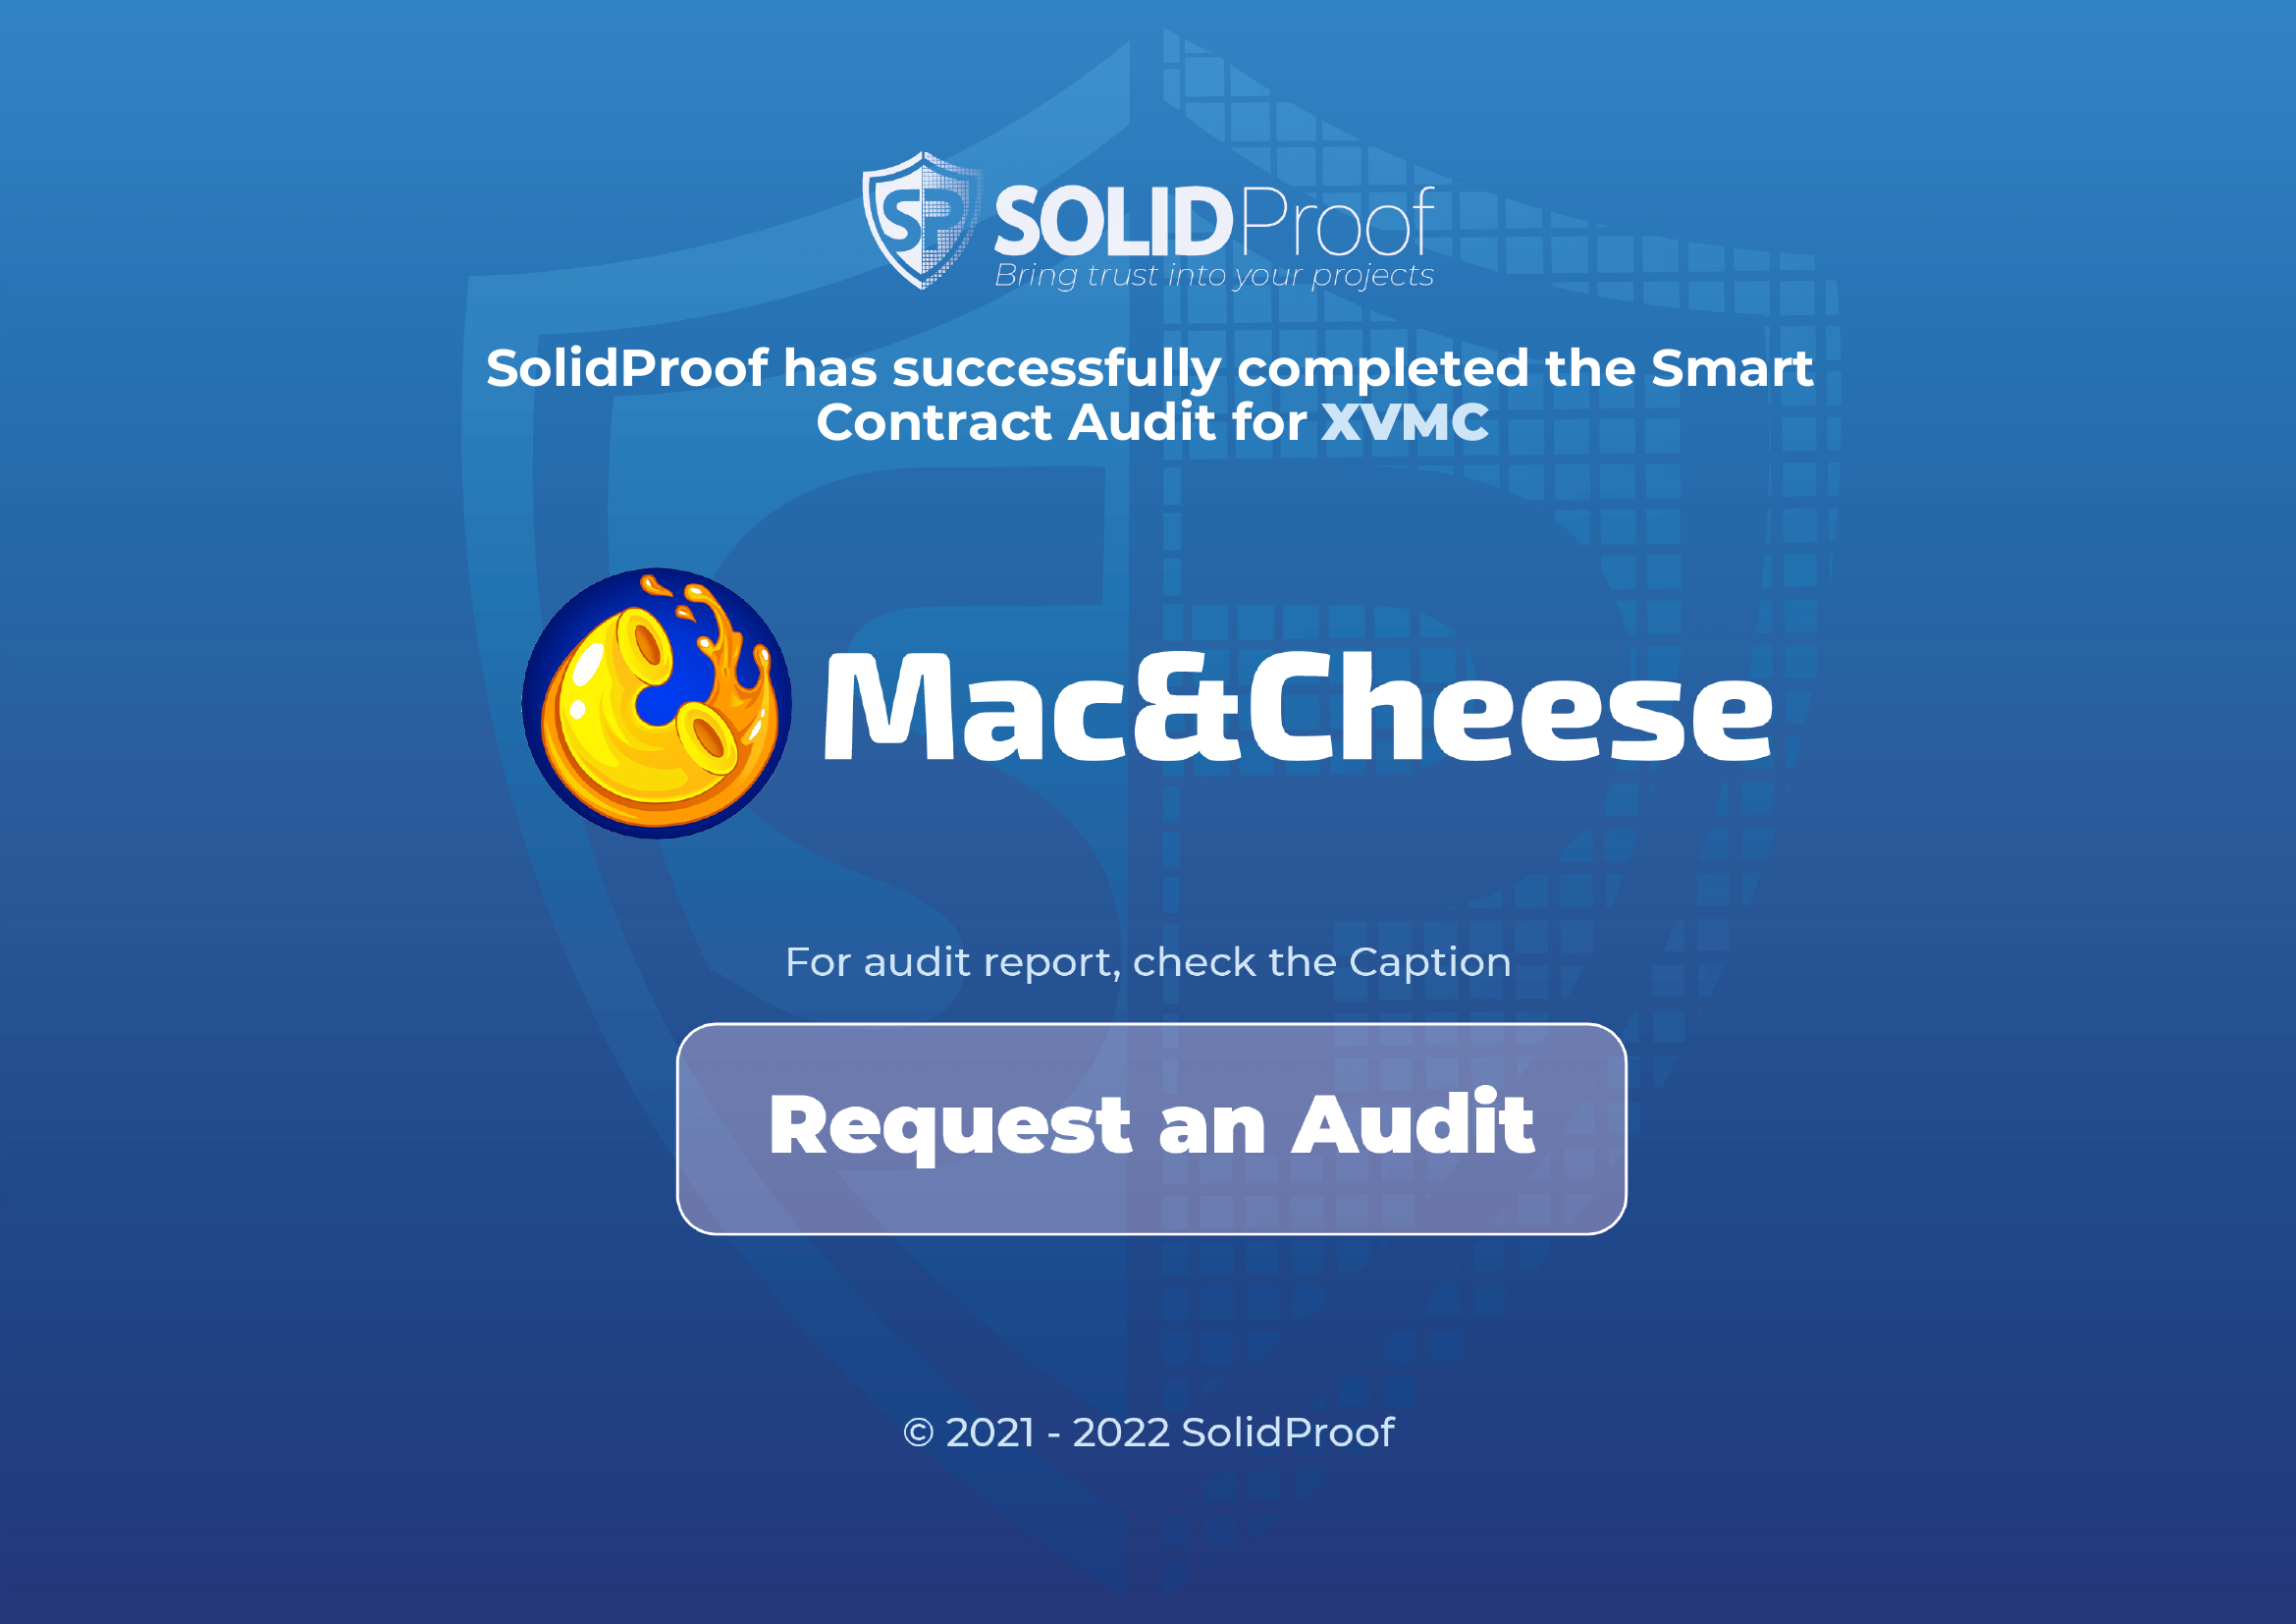 SP SOLIDProof
Bring trust into your projects
SolidProof has successfully completed the Smart
Contract Audit for XVMC
Mac&Cheese
For audit report, check the Caption
Request an Audit
© 2021 - 2022 SolidProof